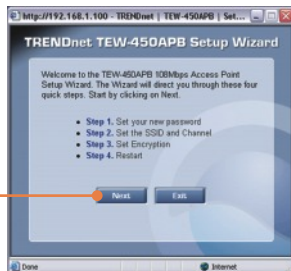 http://192.168.1.100 - TRENDnet | TEW-450APB | Set...
TRENDnet TEW-450APB Setup Wizard
Welcome to the TEW-450APB 108Mbps Access Point
Setup Wizard. The Wizard will direct you through these four
quick steps. Start by clicking on Next.
Step 1. Set your new password
Step 2. Set the SSID and Channel
Step 3. Set Encryption
Step 4. Restart
Next Exit
Done Internet